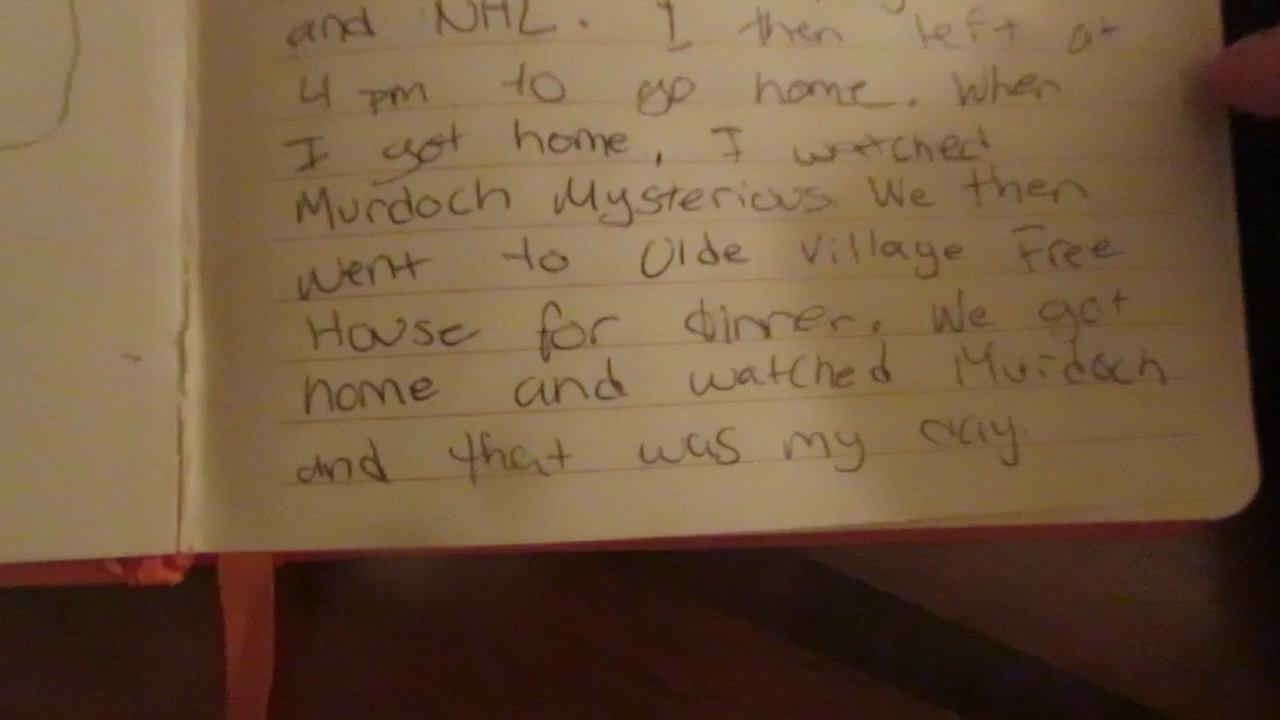 and NHL. I then left at
4 pm to go home. When
I got home, I watched
Murdoch Mysterious We then
went to Olde Village Free
House for dinner. We got
home and watched Murdoch
and that was my day